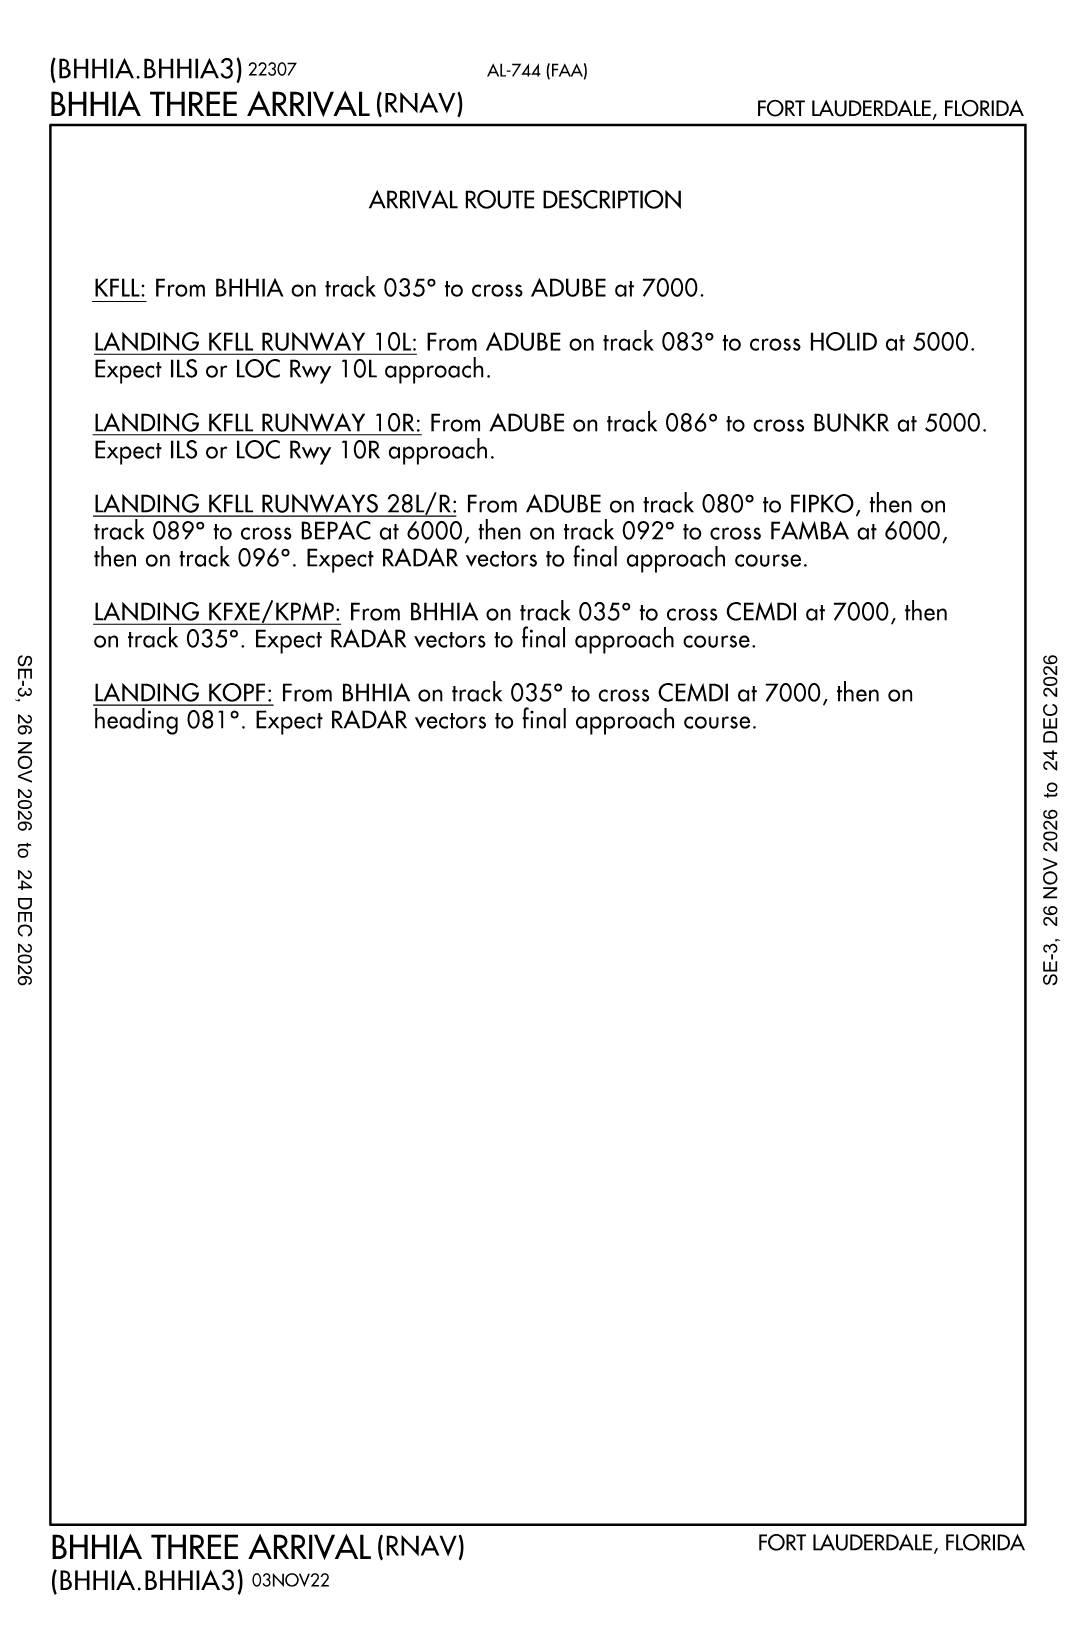 (BHHIA.BHHIA3) 22307
AL-744 (FAA)
BHHIA THREE ARRIVAL (RNAV)
FORT LAUDERDALE, FLORIDA
ARRIVAL ROUTE DESCRIPTION
KFLL: From BHHIA on track 035° to cross ADUBE at 7000.
LANDING KFLL RUNWAY 10L: From ADUBE on track 083° to cross HOLID at 5000.
Expect ILS or LOC Rwy 10L approach.
LANDING KFLL RUNWAY 10R: From ADUBE on track 086° to cross BUNKR at 5000.
Expect ILS or LOC Rwy 10R approach.
LANDING KFLL RUNWAYS 28L/R: From ADUBE on track 080° to FIPKO, then on
track 089° to cross BEPAC at 6000, then on track 092° to cross FAMBA at 6000,
then on track 096°. Expect RADAR vectors to final approach course.
LANDING KFXE/KPMP: From BHHIA on track 035° to cross CEMDI at 7000, then
on track 035°. Expect RADAR vectors to final approach course.
LANDING KOPF: From BHHIA on track 035° to cross CEMDI at 7000, then on
heading 081°. Expect RADAR vectors to final approach course.
SE-3, 26 NOV 2026 to 24 DEC 2026
SE-3, 26 NOV 2026 to 24 DEC 2026
BHHIA THREE ARRIVAL (RNAV)
FORT LAUDERDALE, FLORIDA
(BHHIA.BHHIA3) 03NOV22